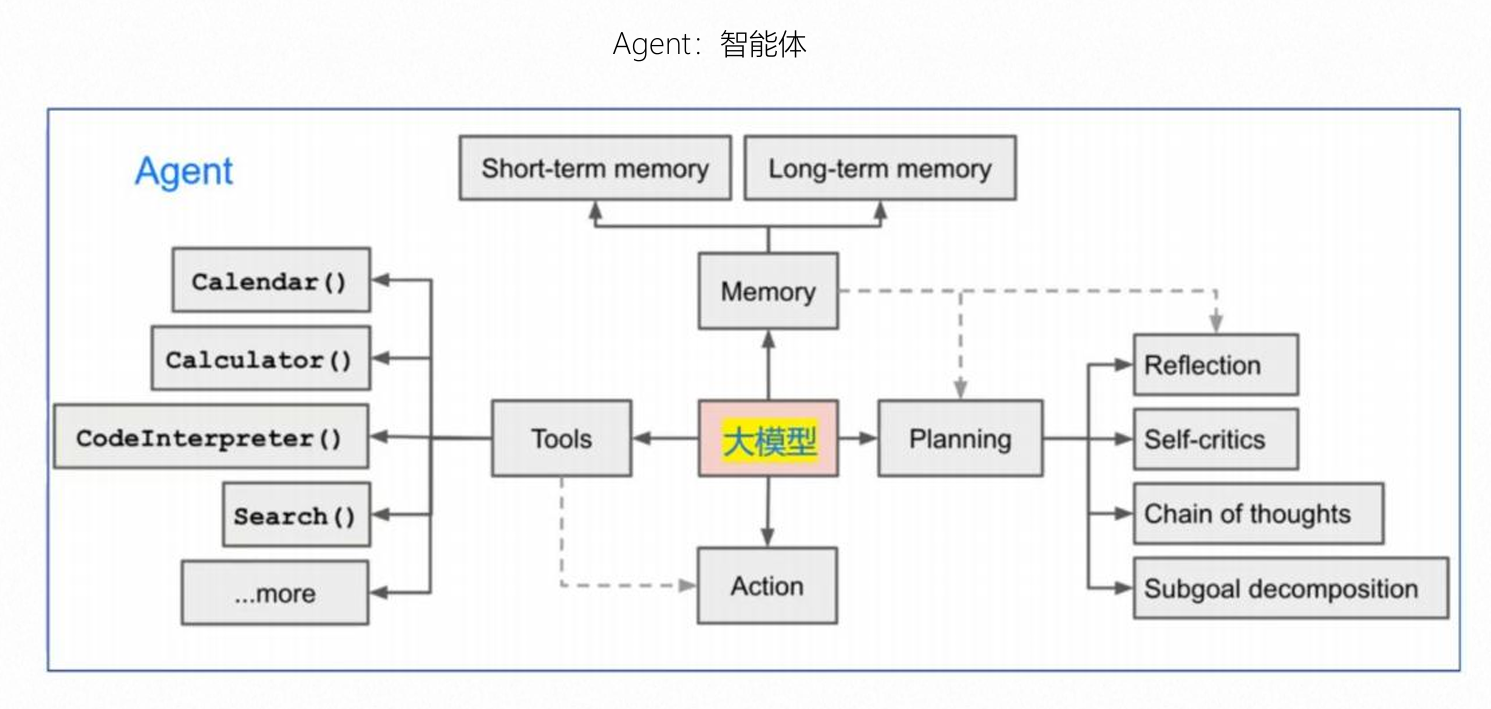 Agent：智能体
Agent
Short-term memory
Long-term memory
Calendar()
Memory
Calculator()
Reflection
CodeInterpreter()
Tools
大模型
Planning
Self-critics
Search()
Chain of thoughts
...more
Action
Subgoal decomposition